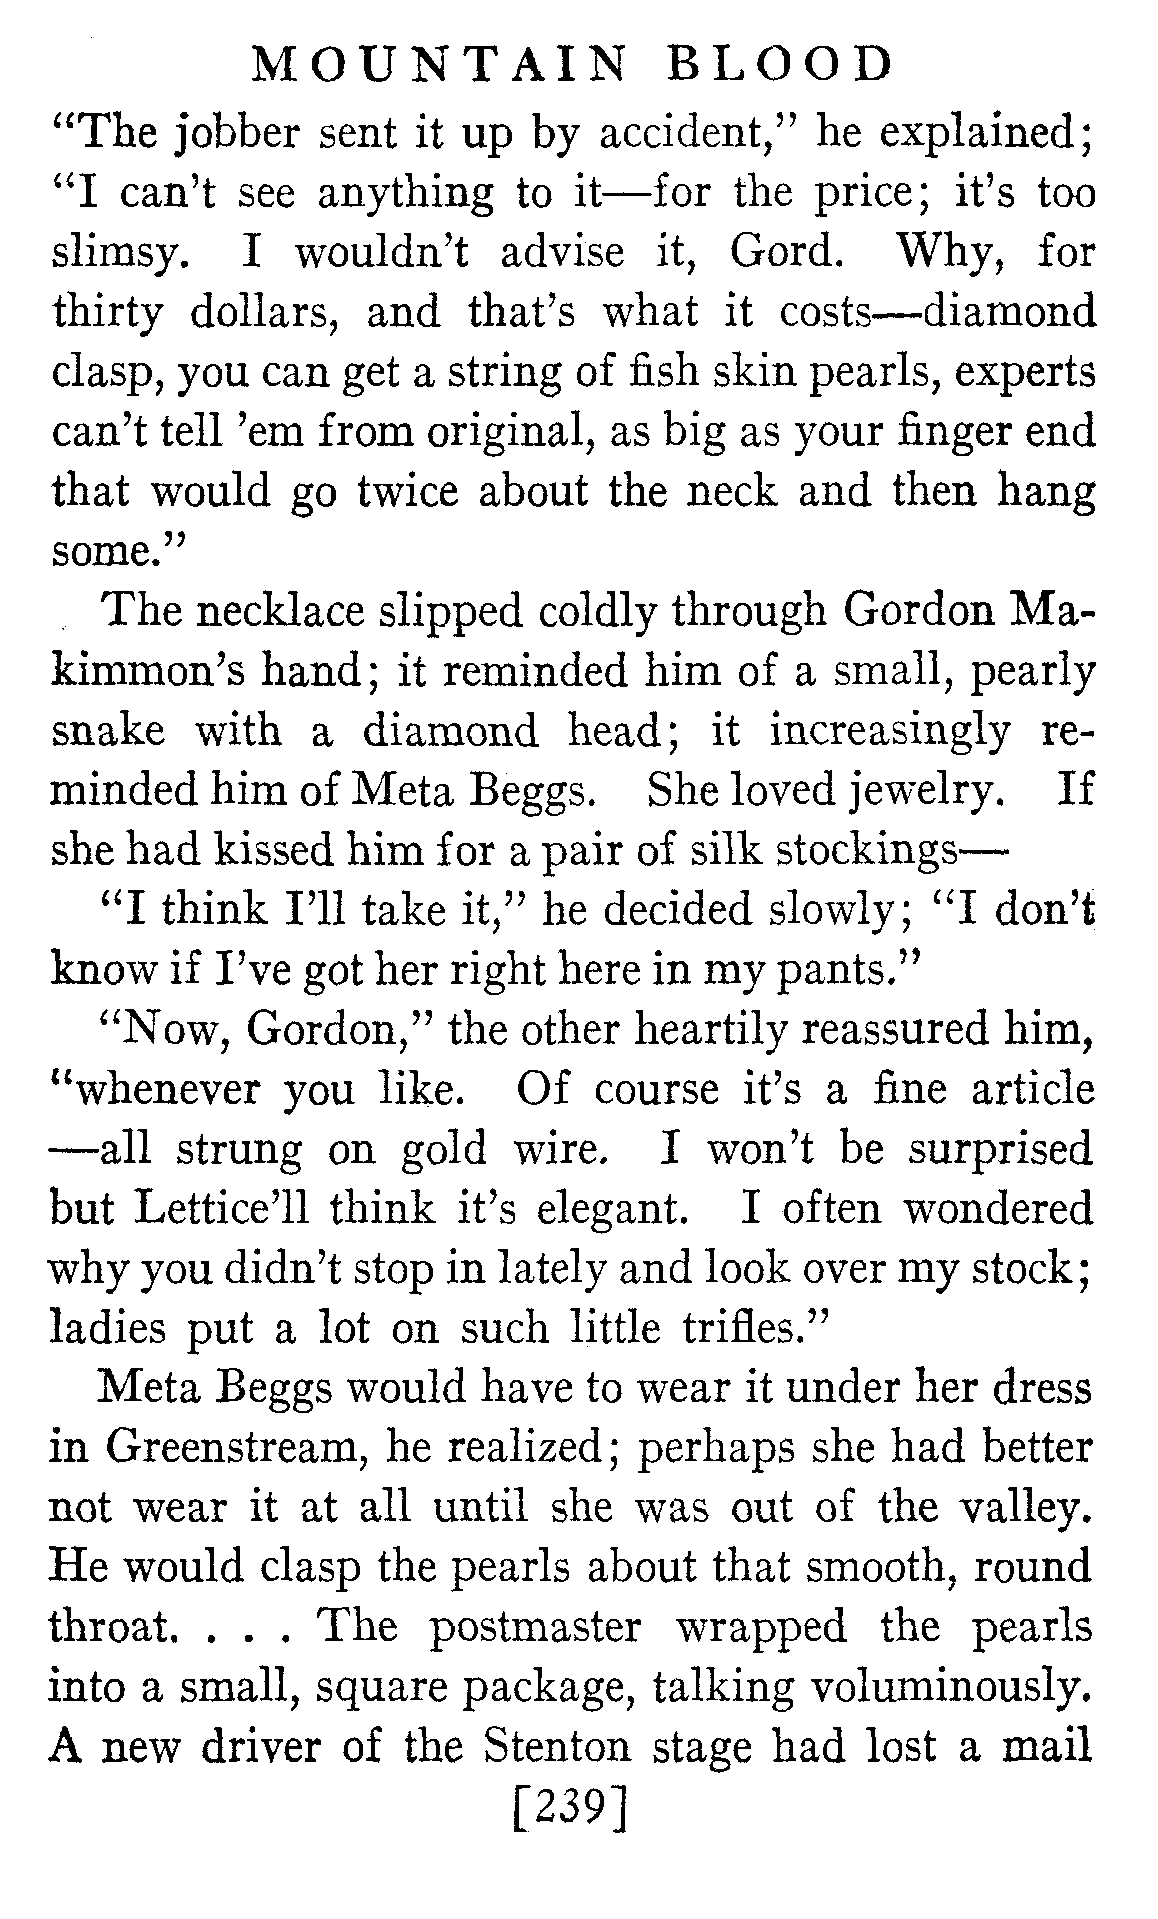 MOUNTAIN BLOOD
“The jobber sent it up by accident,” he explained;
“I can’t see anything to it—for the price; it’s too
slimsy. I wouldn’t advise it, Gord. Why, for
thirty dollars, and that’s what it costs—diamond
clasp, you can get a string of fish skin pearls, experts
can’t tell ’em from original, as big as your finger end
that would go twice about the neck and then hang
some.”
The necklace slipped coldly through Gordon Ma-
kimmon’s hand; it reminded him of a small, pearly
snake with a diamond head; it increasingly re-
minded him of Meta Beggs. She loved jewelry. If
she had kissed him for a pair of silk stockings—
“I think I’ll take it,” he decided slowly; “I don’t
know if I’ve got her right here in my pants.”
“Now, Gordon,” the other heartily reassured him,
“whenever you like. Of course it’s a fine article
—all strung on gold wire. I won’t be surprised
but Lettice’ll think it’s elegant. I often wondered
why you didn’t stop in lately and look over my stock;
ladies put a lot on such little trifles.”
Meta Beggs would have to wear it under her dress
in Greenstream, he realized; perhaps she had better
not wear it at all until she was out of the valley.
He would clasp the pearls about that smooth, round
throat. . . . The postmaster wrapped the pearls
into a small, square package, talking voluminously.
A new driver of the Stenton stage had lost a mail
[239]